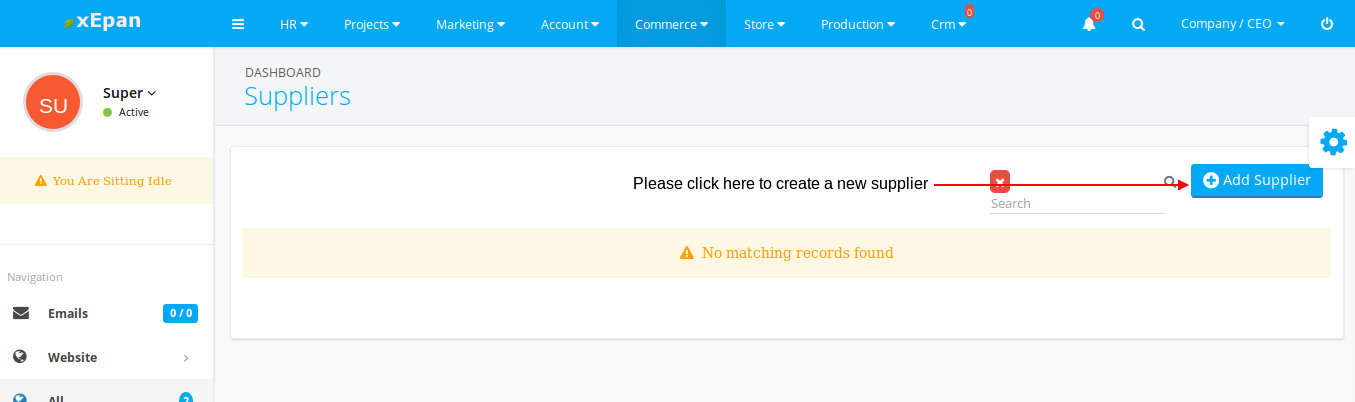 xEpan
HR
Projects
Marketing
Account
Commerce
Store
Production
Crm
0
0
Company / CEO
SU
Super
Active
You Are Sitting Idle
Navigation
Emails
0 / 0
Website
All
2
DASHBOARD
Suppliers
Please click here to create a new supplier
Search
Add Supplier
No matching records found